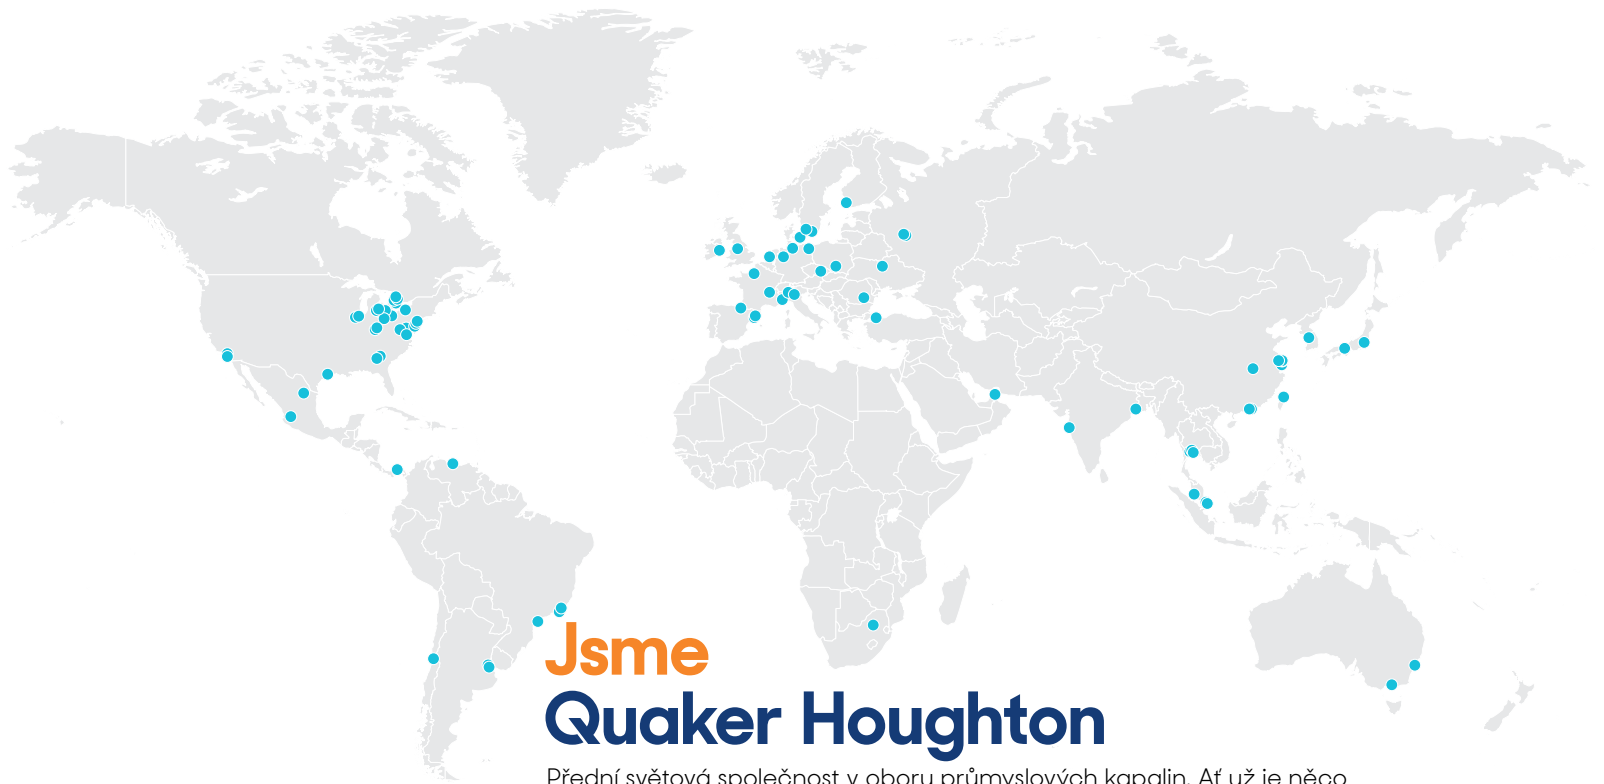 Jsme
Quaker Houghton
Přední světová společnost v oboru průmyslových kapalin. Ať už je něco